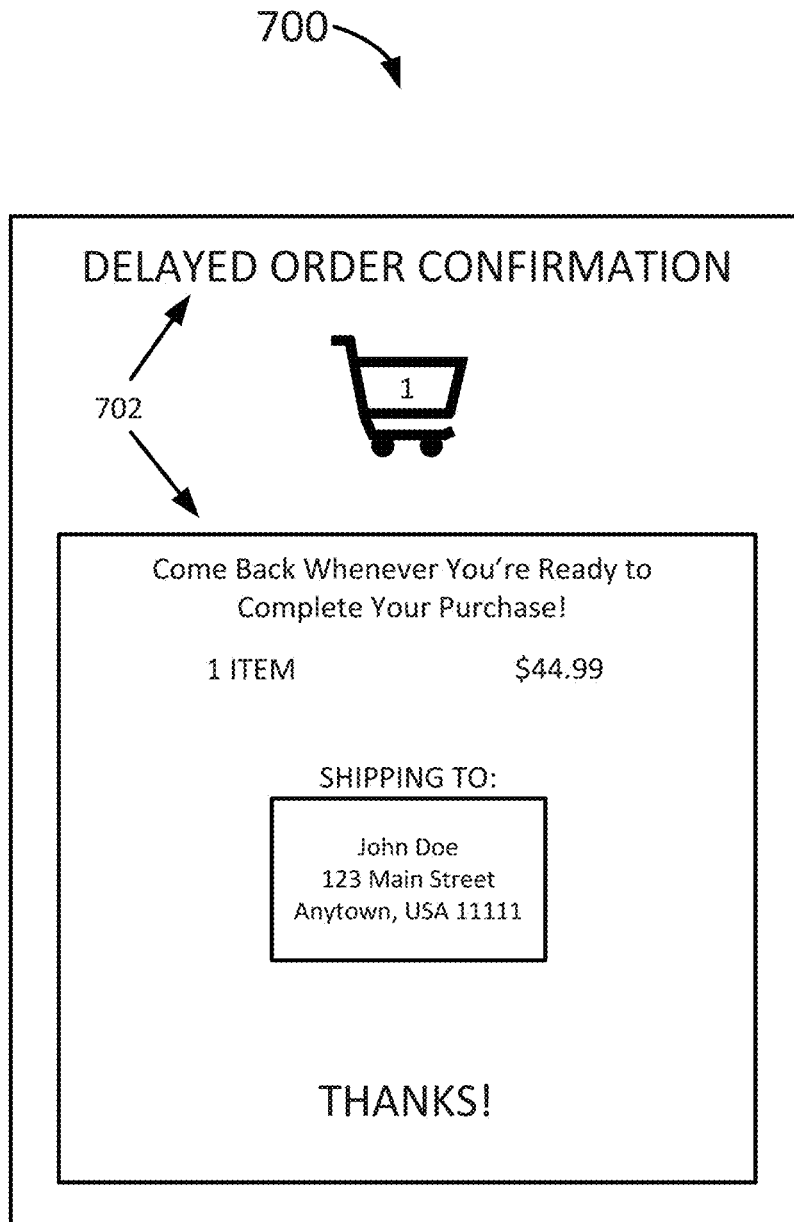 700
DELAYED ORDER CONFIRMATION
1
702
Come Back Whenever You're Ready to
Complete Your Purchase!
1 ITEM $44.99
SHIPPING TO:
John Doe
123 Main Street
Anytown, USA 11111
THANKS!